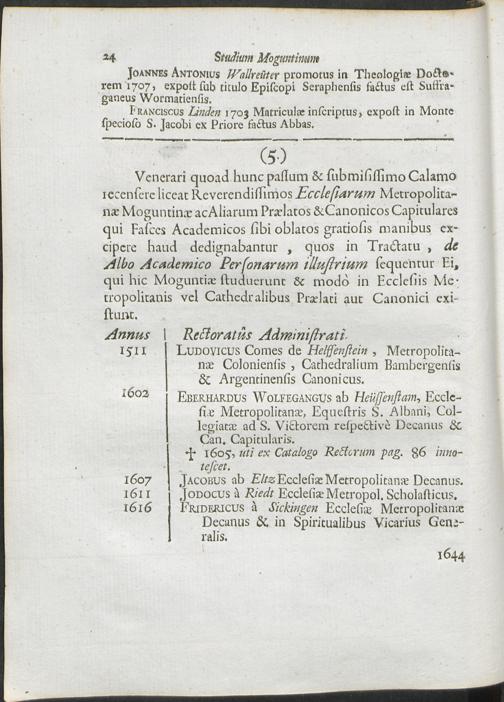 24 Studium Moguntinum
JOANNES ANTONIUS Wallreüter promotus in Theologiæ Docto-
rem 1707, expost sub titulo Episcopi Seraphensis factus est Suffra-
ganeus Wormatiensis.
FRANCISCUS Linden 1703 Matriculæ inscriptus, expost in Monte
specioso S. Jacobi ex Priore factus Abbas.
(5.)
Venerari quoad hunc passum & submisissimo Calamo
recensere liceat Reverendissimos Ecclesiarum Metropolita-
næ Moguntinæ ac Aliarum Prælatos & Canonicos Capitulares
qui Fasces Academicos sibi oblatos gratiosis manibus ex-
cipere haud dedignabantur , quos in Tractatu , de
Albo Academico Personarum illustrium sequentur Ei,
qui hic Moguntiæ studuerunt & modò in Ecclesiis Me-
tropolitanis vel Cathedralibus Prælati aut Canonici exi-
stunt.
Annus | Rectoratûs Administrati.
1511 LUDOVICUS Comes de Helffenstein , Metropolita-
næ Coloniensis , Cathedralium Bambergensis
& Argentinensis Canonicus.
1602 EBERHARDUS WOLFEGANGUS ab Heüssenstam, Eccle-
siæ Metropolitanæ, Equestris S. Albani, Col-
legiatæ ad S. Victorem respectivè Decanus &
Can. Capitularis.
✝ 1605, uti ex Catalogo Rectorum pag. 86 inno-
tescet.
1607 JACOBUS ab Eltz Ecclesiæ Metropolitanæ Decanus.
1611 JODOCUS à Riedt Ecclesiæ Metropol. Scholasticus.
1616 FRIDERICUS à Sickingen Ecclesiæ Metropolitanæ
Decanus & in Spiritualibus Vicarius Gene-
ralis.
1644